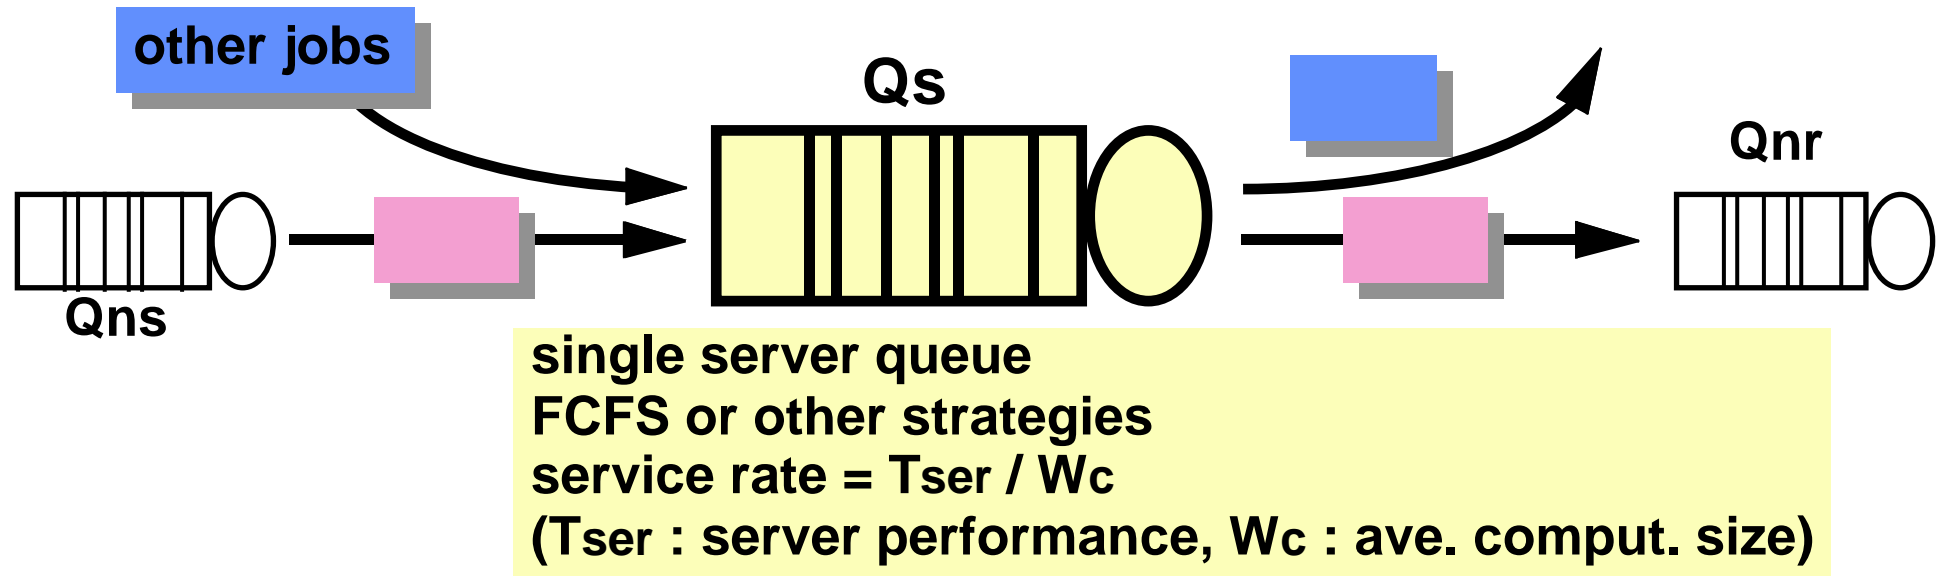 other jobs
Qs
Qnr
Qns
single server queue
FCFS or other strategies
service rate = Tser / Wc
(Tser : server performance, Wc : ave. comput. size)